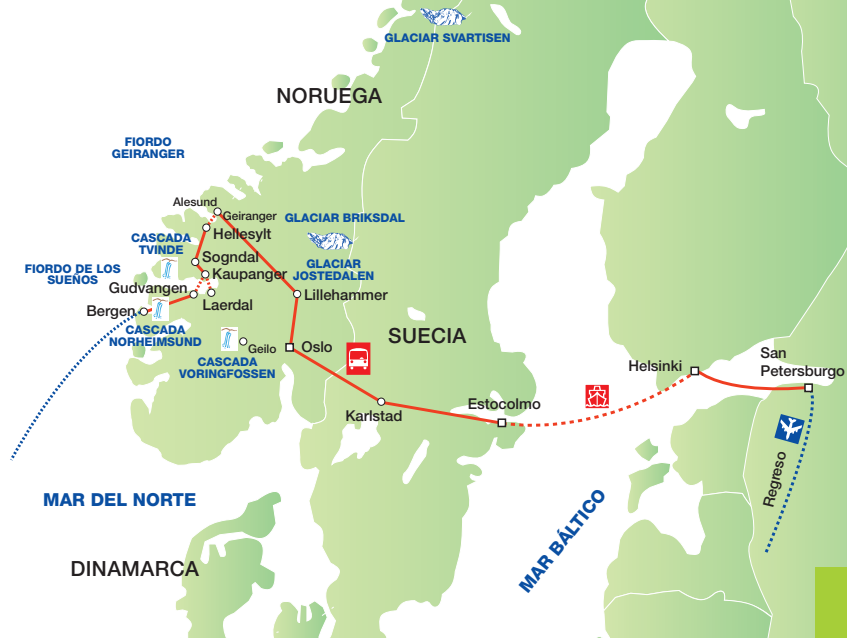 GLACIAR SVARTISEN
NORUEGA
FIORDO
GEIRANGER
Alesund
Geiranger
GLACIAR BRIKSDAL
Hellesylt
CASCADA
TVINDE
Sogndal
GLACIAR
JOSTEDALEN
FIORDO DE LOS
SUEÑOS
Kaupanger
Gudvangen
Lillehammer
Laerdal
Bergen
CASCADA
NORHEIMSUND
SUECIA
Geilo
Oslo
CASCADA
VORINGFOSSEN
San
Petersburgo
Helsinki
Estocolmo
Karlstad
Regreso
MAR DEL NORTE
MAR BÁLTICO
DINAMARCA